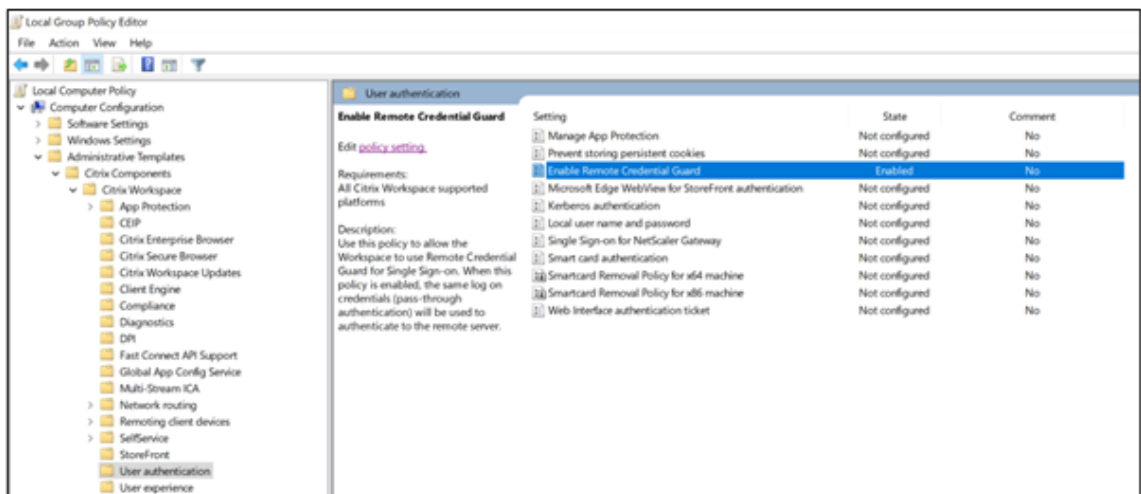 Local Group Policy Editor
File Action View Help
Local Computer Policy
Computer Configuration
Software Settings
Windows Settings
Administrative Templates
Citrix Components
Citrix Workspace
App Protection
CEIP
Citrix Enterprise Browser
Citrix Secure Browser
Citrix Workspace Updates
Client Engine
Compliance
Diagnostics
DPI
Fast Connect API Support
Global App Config Service
Multi-Stream ICA
Network routing
Remoting client devices
SelfService
StoreFront
User authentication
User experience
User authentication
Enable Remote Credential Guard
Edit policy setting.
Requirements:
All Citrix Workspace supported
platforms
Description:
Use this policy to allow the
Workspace to use Remote Credential
Guard for Single Sign-on. When this
policy is enabled, the same log on
credentials (pass-through
authentication) will be used to
authenticate to the remote server.
Setting State Comment
Manage App Protection Not configured No
Prevent storing persistent cookies Not configured No
Enable Remote Credential Guard Enabled No
Microsoft Edge WebView for StoreFront authentication Not configured No
Kerberos authentication Not configured No
Local user name and password Not configured No
Single Sign-on for NetScaler Gateway Not configured No
Smart card authentication Not configured No
Smartcard Removal Policy for x64 machine Not configured No
Smartcard Removal Policy for x86 machine Not configured No
Web Interface authentication ticket Not configured No